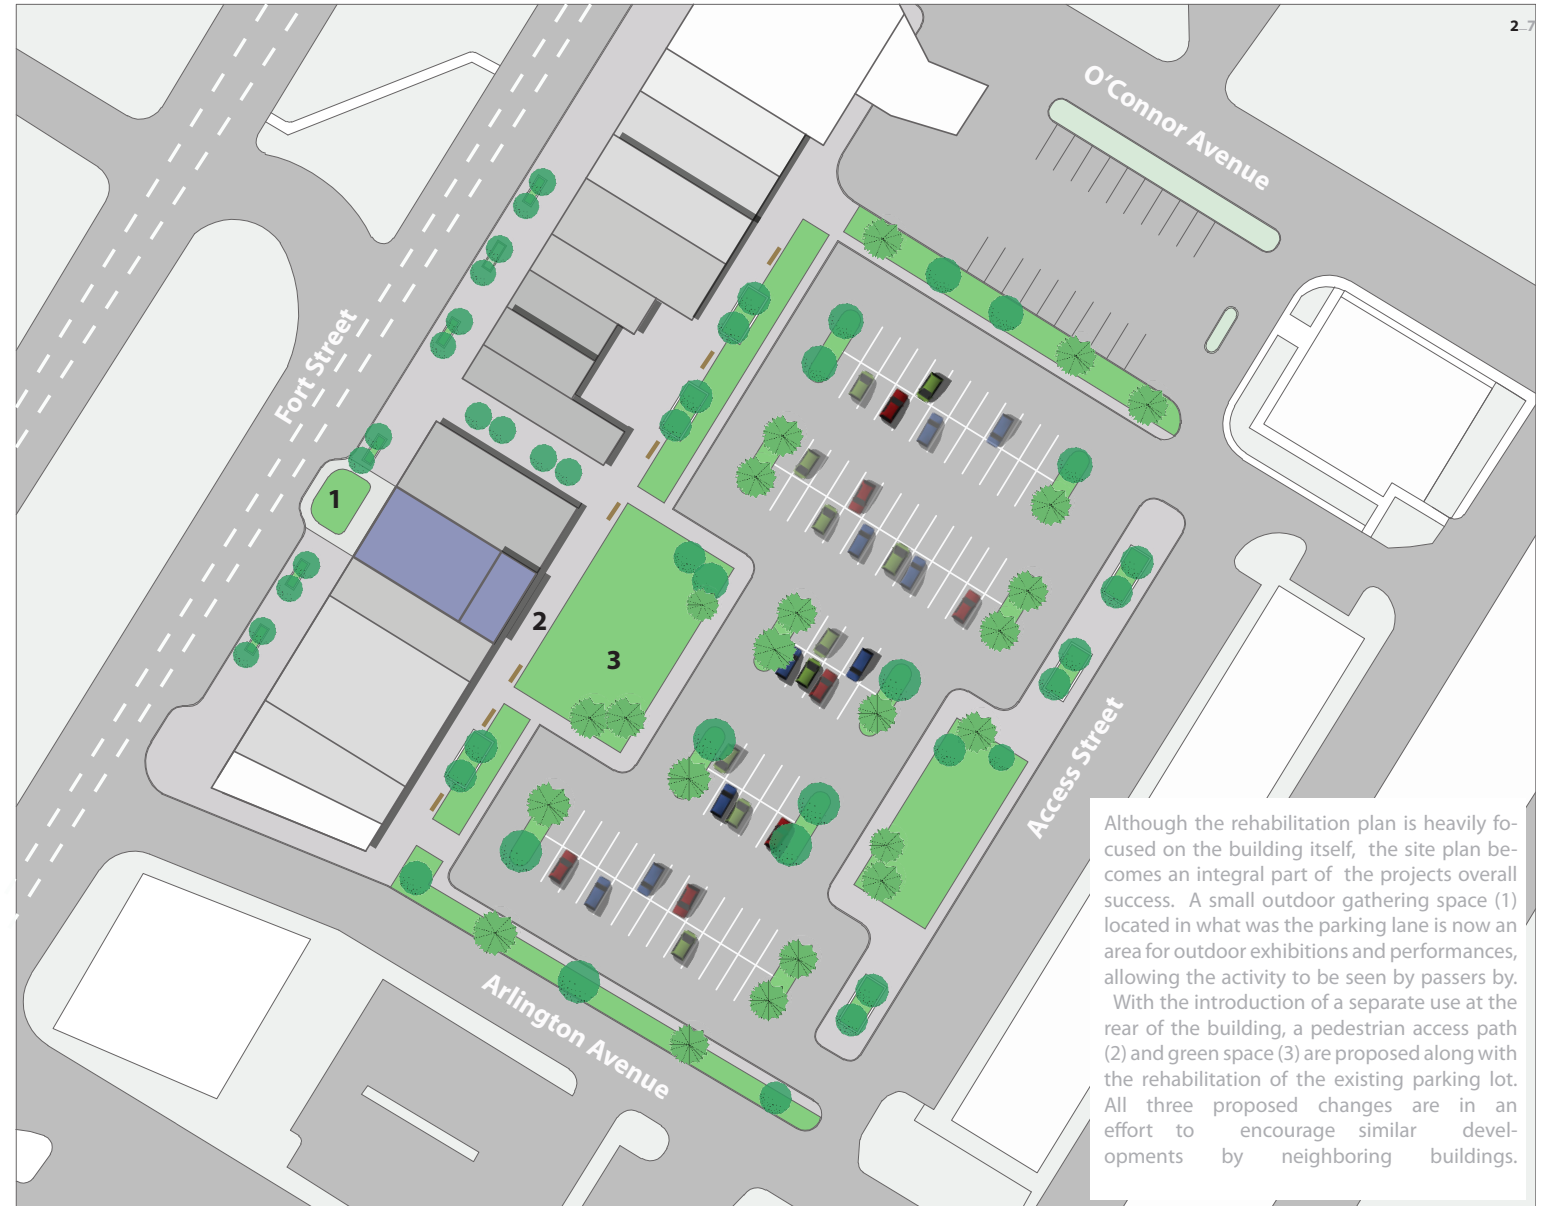 2_7
O'Connor Avenue
Fort Street
1
2
3
Access Street
Arlington Avenue
Although the rehabilitation plan is heavily fo-
cused on the building itself, the site plan be-
comes an integral part of the projects overall
success. A small outdoor gathering space (1)
located in what was the parking lane is now an
area for outdoor exhibitions and performances,
allowing the activity to be seen by passers by.
With the introduction of a separate use at the
rear of the building, a pedestrian access path
(2) and green space (3) are proposed along with
the rehabilitation of the existing parking lot.
All three proposed changes are in an
effort to encourage similar devel-
opments by neighboring buildings.